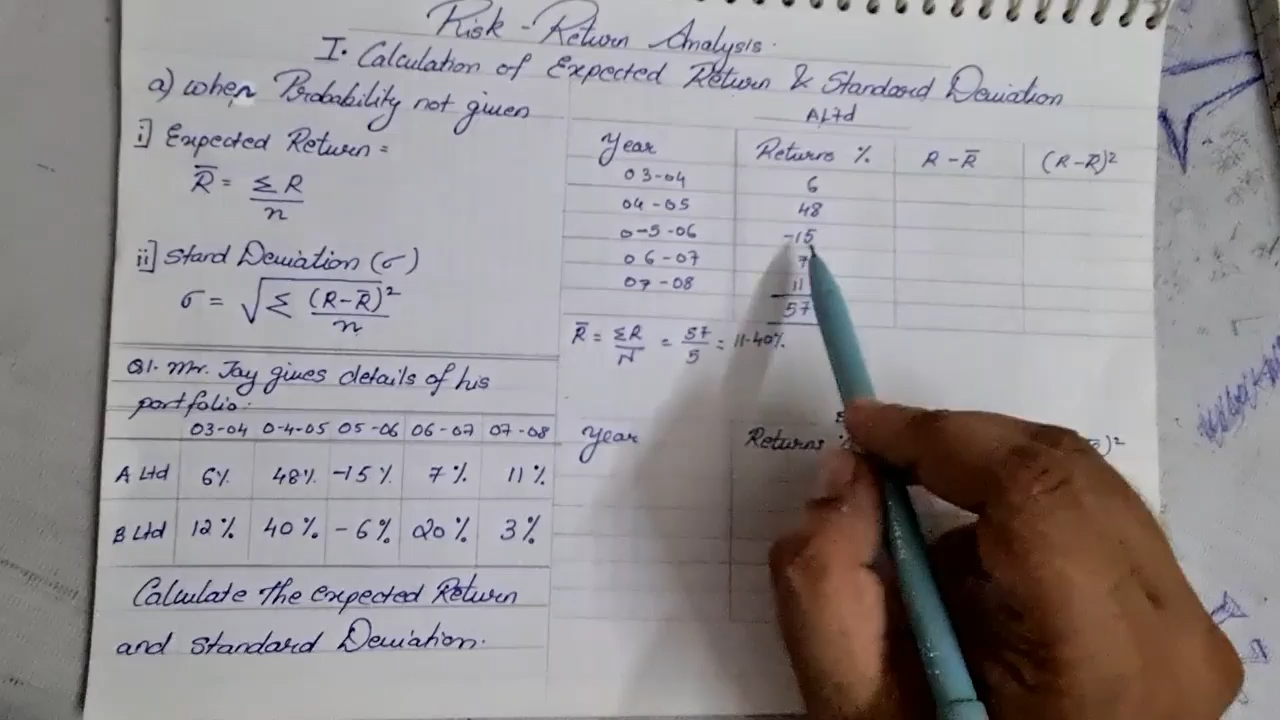 Risk - Return Analysis.
I. Calculation of Expected Return & Standard Deviation
a) when Probability not given
i] Expected Return =
R̅ = Σ R / n
ii] Stard Deviation (σ)
σ = √ Σ (R-R̅)² / n
Q1. Mr. Jay gives details of his
portfolio.
03-04 0-4-05 05-06 06-07 07-08
A Ltd 6% 48% -15% 7% 11%
B Ltd 12% 40% -6% 20% 3%
Calculate the expected Return
and standard Deviation.
A Ltd
Year Returns % R - R̅ (R-R̅)²
03-04 6
04-05 48
0-5-06 -15
06-07 7
07-08 11
57
R̅ = ΣR / N = 57 / 5 = 11.40%
Year Returns )²